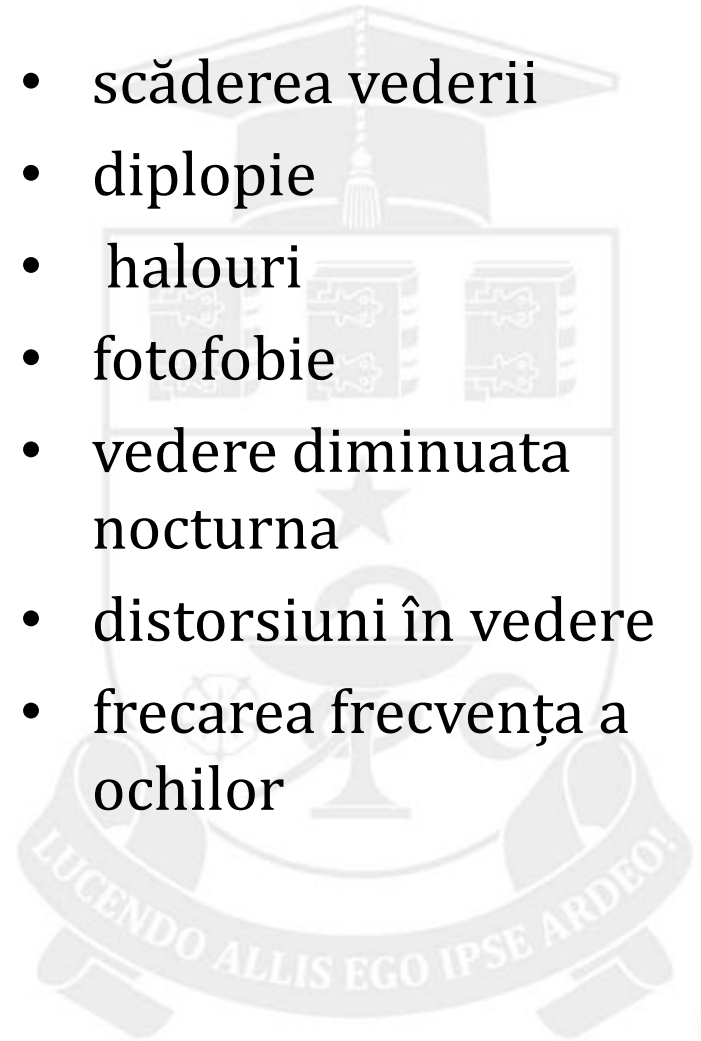 • scăderea vederii
• diplopie
• halouri
• fotofobie
• vedere diminuata
nocturna
• distorsiuni în vedere
• frecarea frecvența a
ochilor
LUCENDO ALLIS EGO IPSE ARDEO!